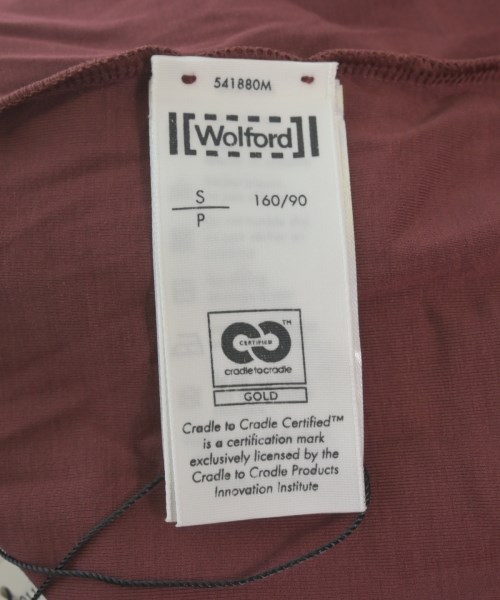 541880M
Wolford
S 160/90
P
TM
CERTIFIED
cradletocradle
GOLD
Cradle to Cradle Certified™
is a certification mark
exclusively licensed by the
Cradle to Cradle Products
Innovation Institute